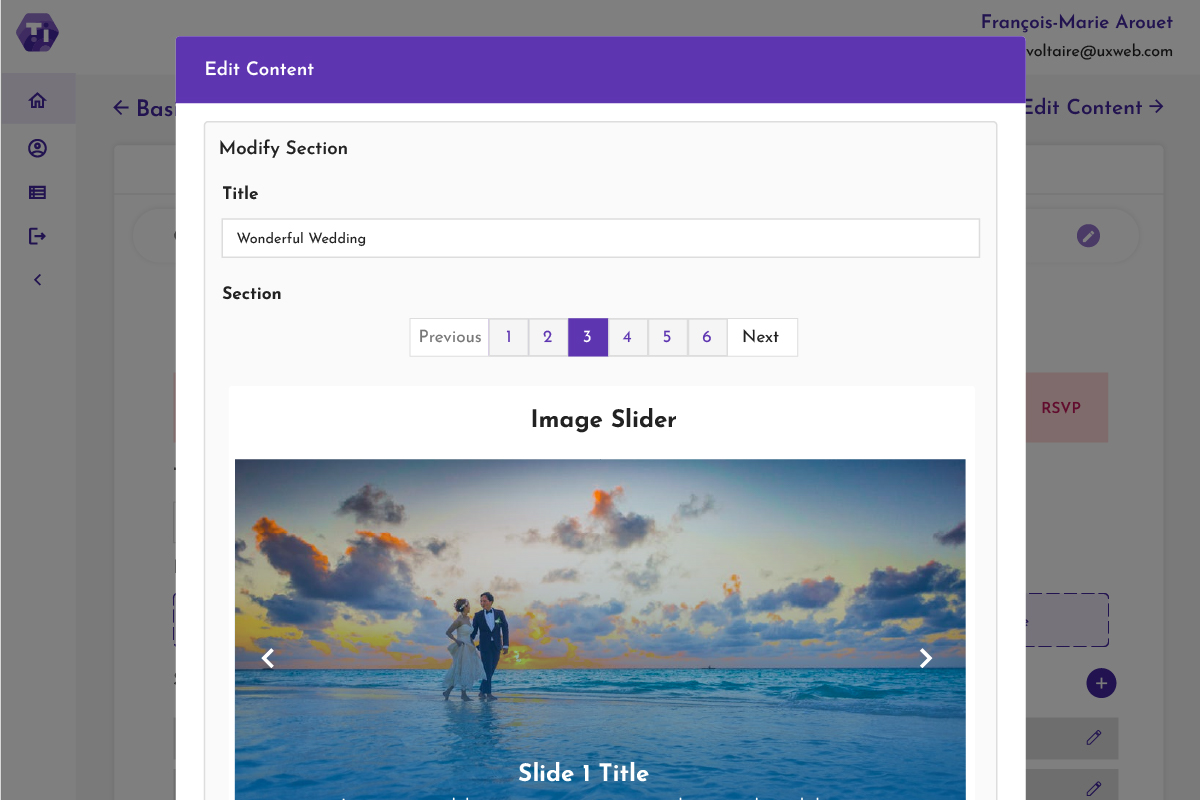 Ti
François-Marie Arouet
voltaire@uxweb.com
Edit Content
Edit Content
Modify Section
Title
Wonderful Wedding
Section
Previous 1 2 3 4 5 6 Next
RSVP
Image Slider
Slide 1 Title